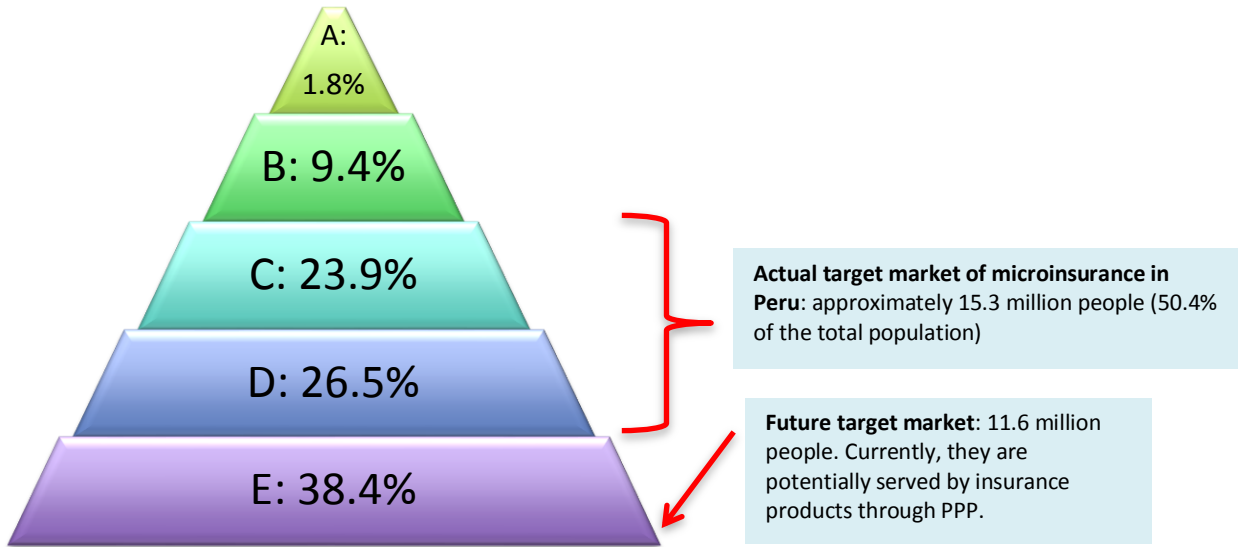 A:
1.8%
B: 9.4%
C: 23.9%
D: 26.5%
E: 38.4%
Actual target market of microinsurance in
Peru: approximately 15.3 million people (50.4%
of the total population)
Future target market: 11.6 million
people. Currently, they are
potentially served by insurance
products through PPP.